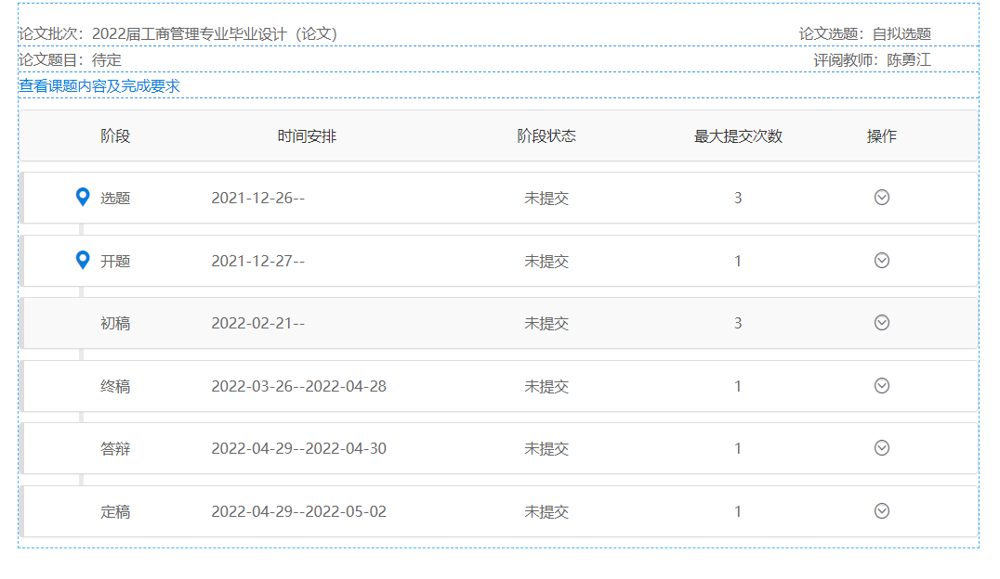 论文批次：2022届工商管理专业毕业设计（论文） 论文选题：自拟选题
论文题目：待定 评阅教师：陈勇江
查看课题内容及完成要求
阶段 时间安排 阶段状态 最大提交次数 操作
选题 2021-12-26-- 未提交 3
开题 2021-12-27-- 未提交 1
初稿 2022-02-21-- 未提交 3
终稿 2022-03-26--2022-04-28 未提交 1
答辩 2022-04-29--2022-04-30 未提交 1
定稿 2022-04-29--2022-05-02 未提交 1